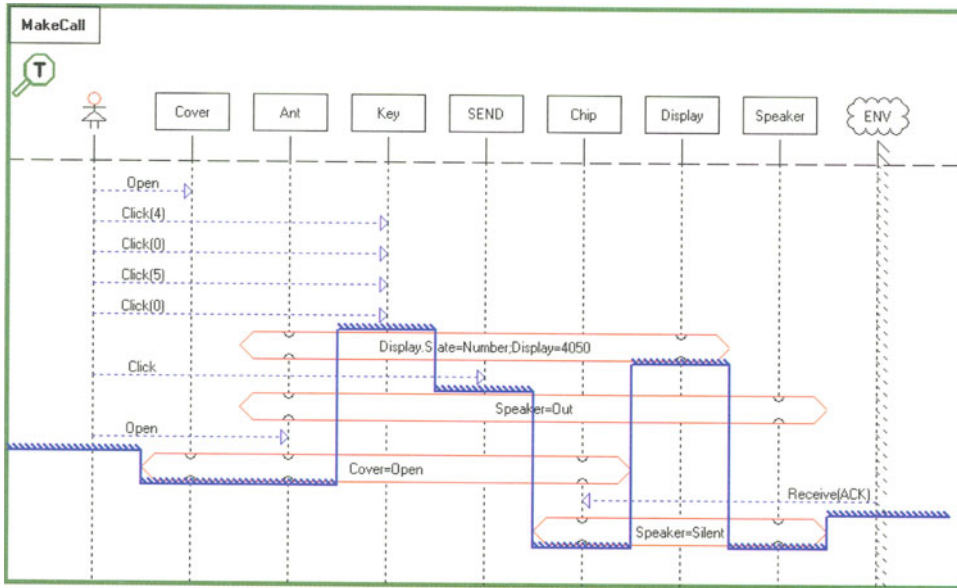 MakeCall
T
Cover Ant Key SEND Chip Display Speaker ENV
Open
Click(4)
Click(0)
Click(5)
Click(0)
Display.State=Number;Display=4050
Click
Speaker=Out
Open
Cover=Open
Receive(ACK)
Speaker=Silent